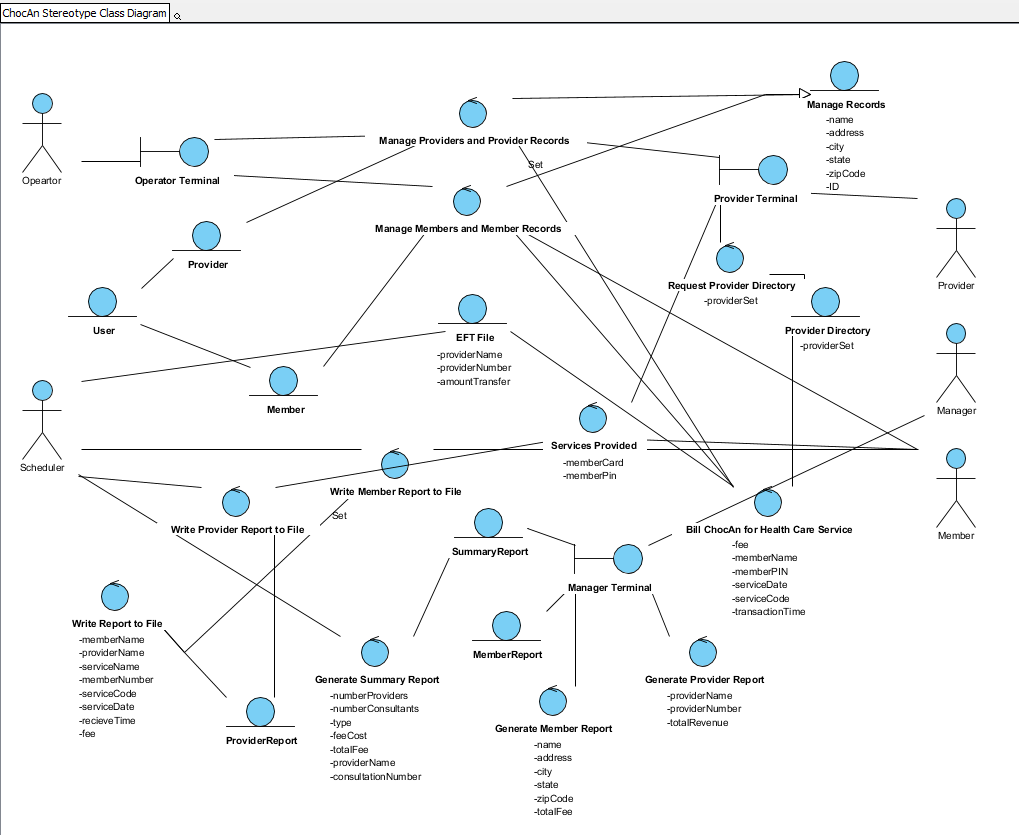 ChocAn Stereotype Class Diagram
Manage Records
-name
-address
-city
-state
-zipCode
-ID
Manage Providers and Provider Records
Set
Opeartor
Operator Terminal
Provider Terminal
Manage Members and Member Records
Provider
Request Provider Directory
-providerSet
Provider
User
EFT File
-providerName
-providerNumber
-amountTransfer
Provider Directory
-providerSet
Member
Manager
Scheduler
Services Provided
-memberCard
-memberPin
Write Member Report to File
Set
Write Provider Report to File
Bill ChocAn for Health Care Service
-fee
-memberName
-memberPIN
-serviceDate
-serviceCode
-transactionTime
Member
SummaryReport
Manager Terminal
Write Report to File
-memberName
-providerName
-serviceName
-memberNumber
-serviceCode
-serviceDate
-recieveTime
-fee
MemberReport
Generate Summary Report
-numberProviders
-numberConsultants
-type
-feeCost
-totalFee
-providerName
-consultationNumber
Generate Provider Report
-providerName
-providerNumber
-totalRevenue
ProviderReport
Generate Member Report
-name
-address
-city
-state
-zipCode
-totalFee